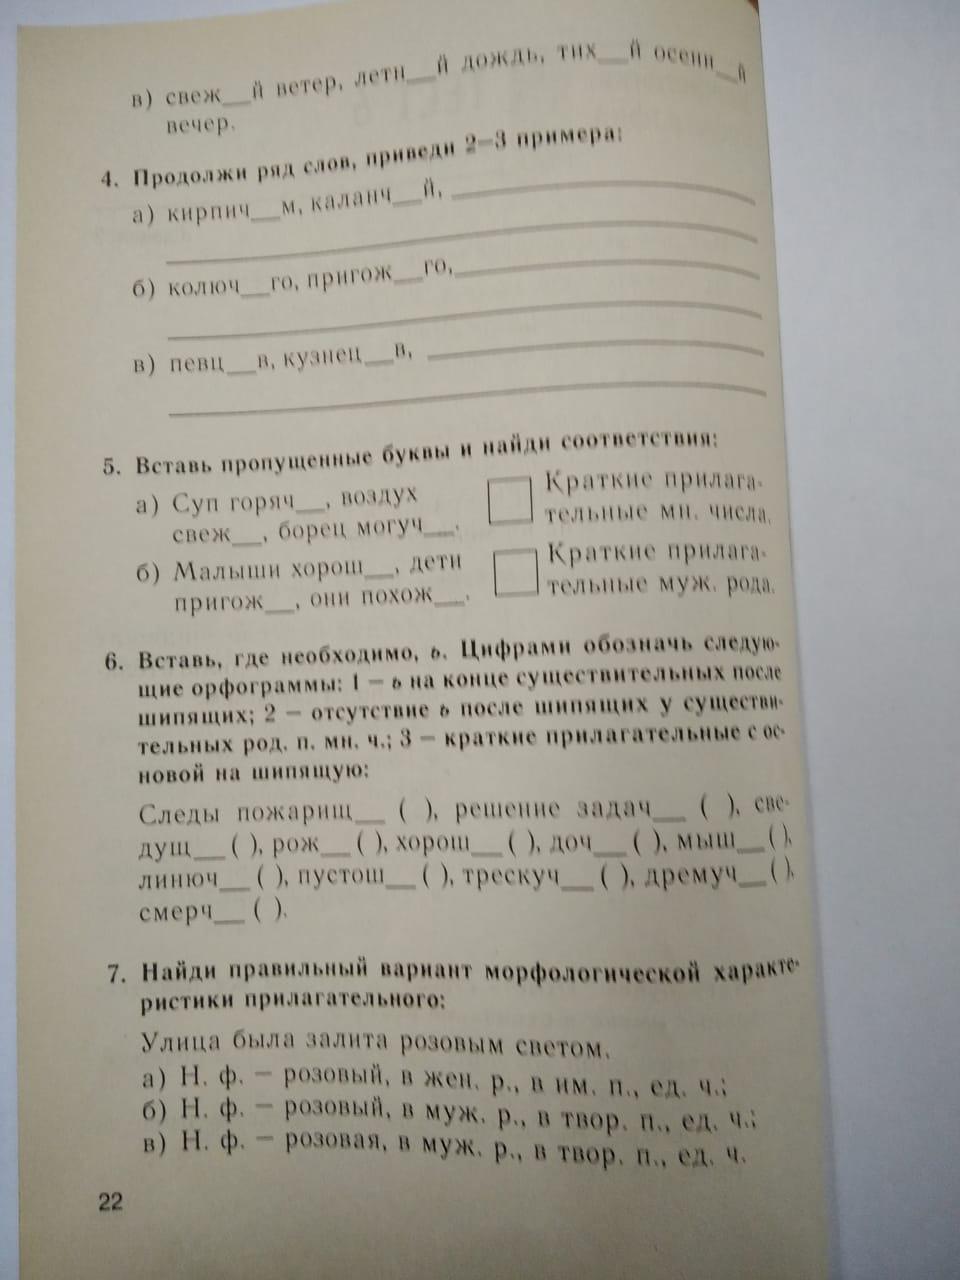 в) свеж__й ветер, летн__й дождь, тих__й осенн__й
вечер.
4. Продолжи ряд слов, приведи 2—3 примера:
а) кирпич__м, каланч__й,
б) колюч__го, пригож__го,
в) певц__в, кузнец__в,
5. Вставь пропущенные буквы и найди соответствия:
а) Суп горяч__, воздух
свеж__, борец могуч__.
Краткие прилага-
тельные мн. числа.
б) Малыши хорош__, дети
пригож__, они похож__.
Краткие прилага-
тельные муж. рода.
6. Вставь, где необходимо, ь. Цифрами обозначь следую-
щие орфограммы: 1 — ь на конце существительных после
шипящих; 2 — отсутствие ь после шипящих у существи-
тельных род. п. мн. ч.; 3 — краткие прилагательные с ос-
новой на шипящую:
Следы пожарищ__ ( ), решение задач__ ( ), све-
дущ__ ( ), рож__ ( ), хорош__ ( ), доч__ ( ), мыш__ ( ),
линюч__ ( ), пустош__ ( ), трескуч__ ( ), дремуч__ ( ),
смерч__ ( ).
7. Найди правильный вариант морфологической характе-
ристики прилагательного:
Улица была залита розовым светом.
а) Н. ф. — розовый, в жен. р., в им. п., ед. ч.;
б) Н. ф. — розовый, в муж. р., в твор. п., ед. ч.;
в) Н. ф. — розовая, в муж. р., в твор. п., ед. ч.
22